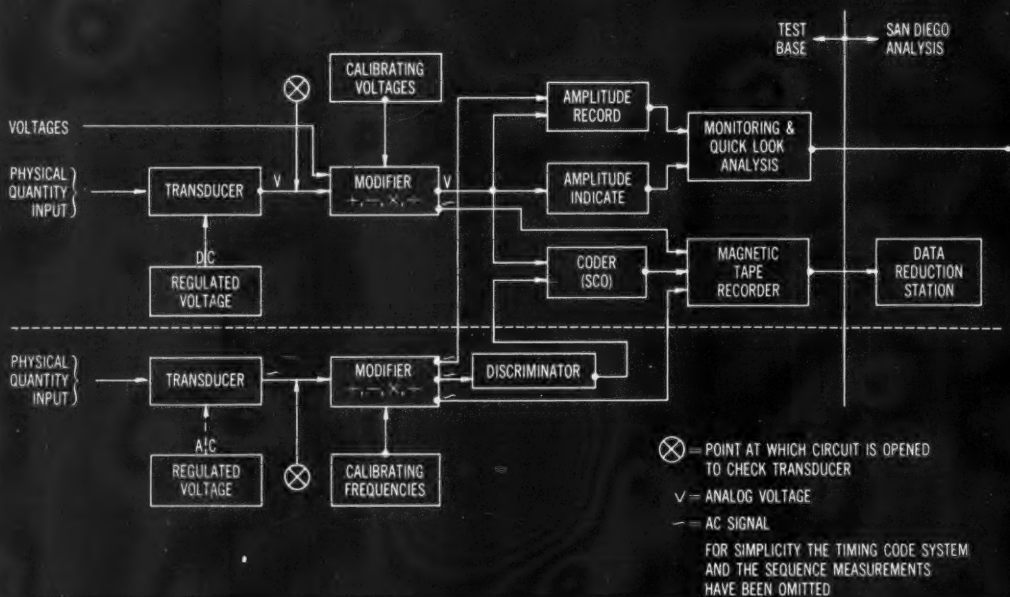 TEST
BASE
SAN DIEGO
ANALYSIS
CALIBRATING
VOLTAGES
AMPLITUDE
RECORD
MONITORING &
QUICK LOOK
ANALYSIS
VOLTAGES
PHYSICAL
QUANTITY
INPUT
TRANSDUCER
V
MODIFIER
+, −, ×, ÷
V
~
AMPLITUDE
INDICATE
DC
REGULATED
VOLTAGE
CODER
(SCO)
MAGNETIC
TAPE
RECORDER
DATA
REDUCTION
STATION
PHYSICAL
QUANTITY
INPUT
TRANSDUCER
~
MODIFIER
+, −, ×, ÷
~
~
~
DISCRIMINATOR
AC
REGULATED
VOLTAGE
CALIBRATING
FREQUENCIES
⊗ = POINT AT WHICH CIRCUIT IS OPENED
TO CHECK TRANSDUCER
V = ANALOG VOLTAGE
~ = AC SIGNAL
FOR SIMPLICITY THE TIMING CODE SYSTEM
AND THE SEQUENCE MEASUREMENTS
HAVE BEEN OMITTED